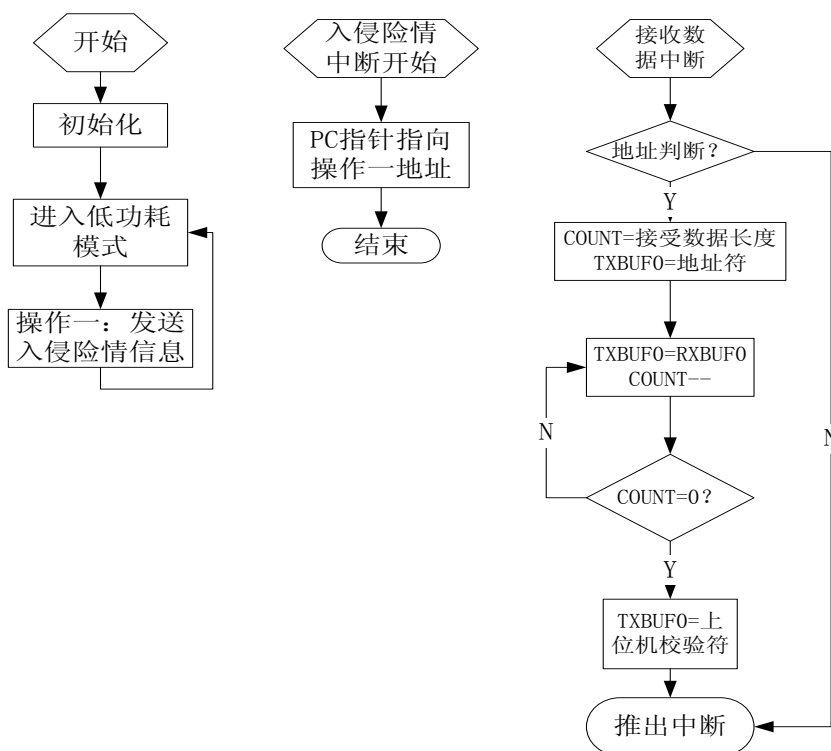 开始
初始化
进入低功耗
模式
操作一：发送
入侵险情信息
入侵险情
中断开始
PC指针指向
操作一地址
结束
接收数
据中断
地址判断？
Y
N
COUNT=接受数据长度
TXBUF0=地址符
TXBUF0=RXBUF0
COUNT--
N
COUNT=0？
Y
TXBUF0=上
位机校验符
推出中断